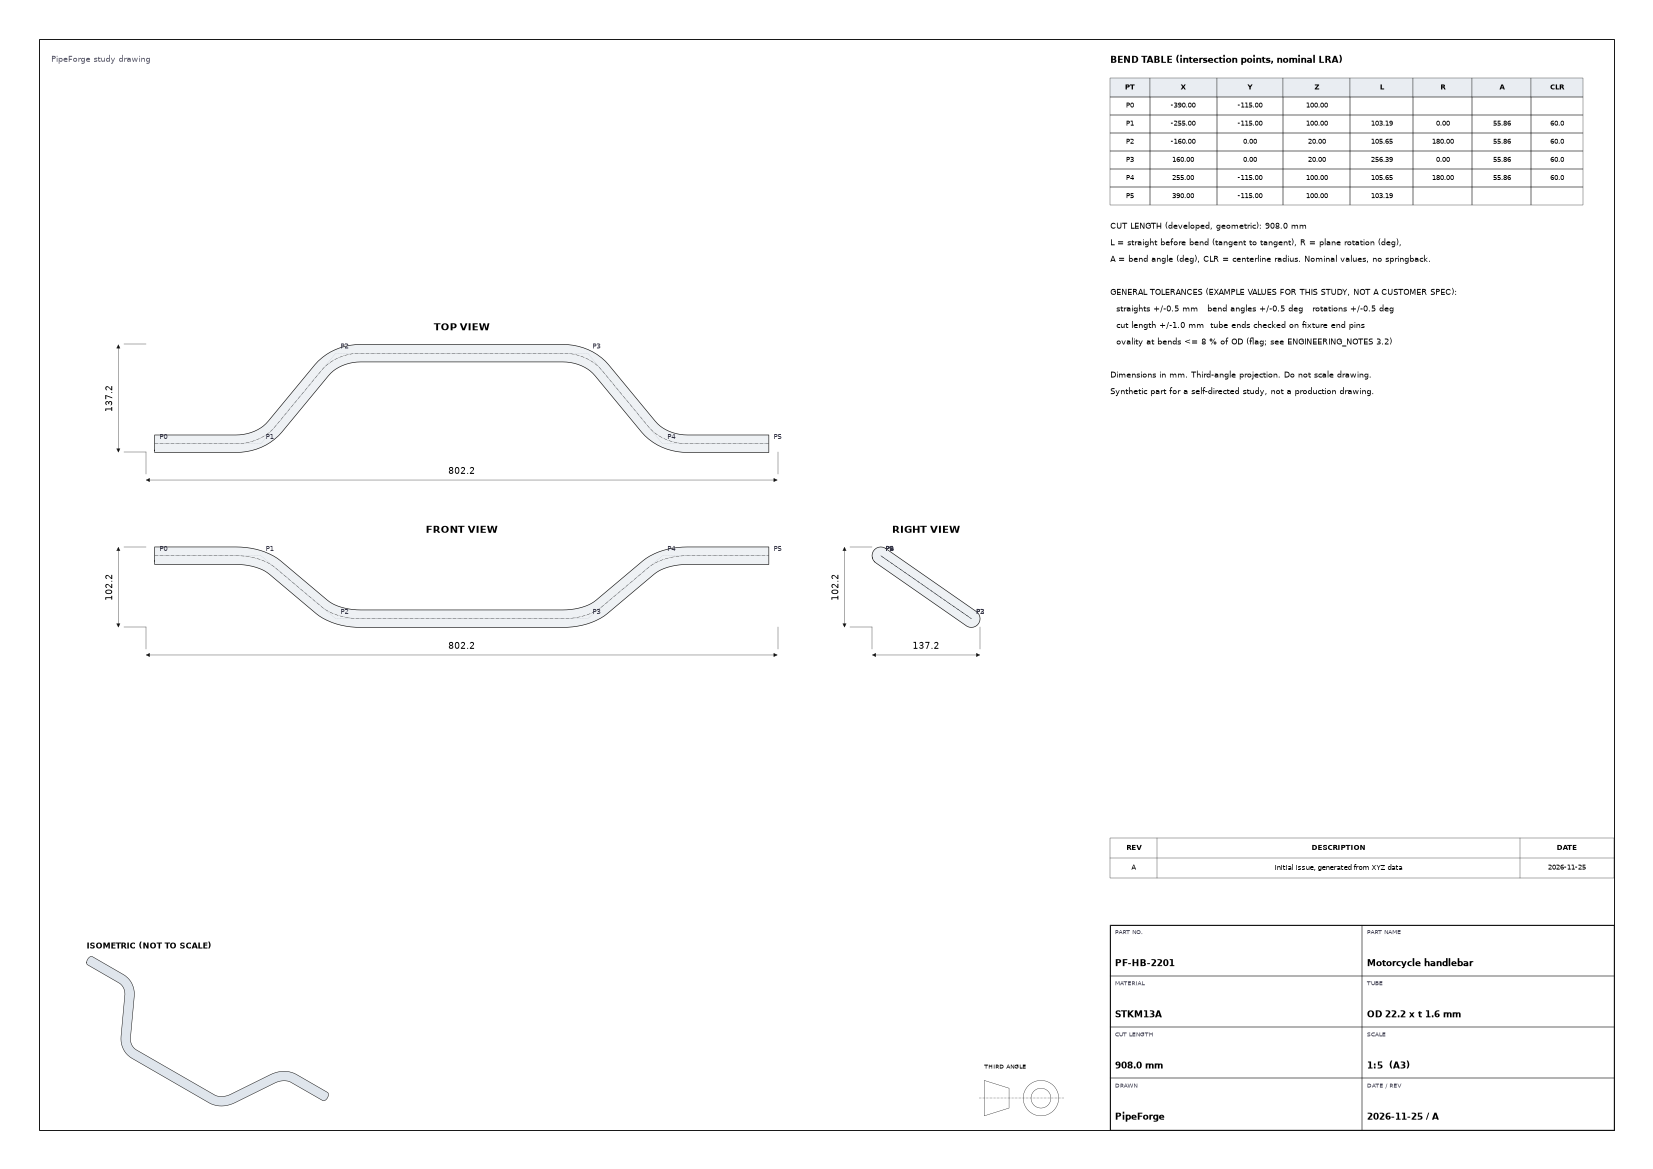 PipeForge study drawing
BEND TABLE (intersection points, nominal LRA)
PT X Y Z L R A CLR
P0 -390.00 -115.00 100.00
P1 -255.00 -115.00 100.00 103.19 0.00 55.86 60.0
P2 -160.00 0.00 20.00 105.65 180.00 55.86 60.0
P3 160.00 0.00 20.00 256.39 0.00 55.86 60.0
P4 255.00 -115.00 100.00 105.65 180.00 55.86 60.0
P5 390.00 -115.00 100.00 103.19
CUT LENGTH (developed, geometric): 908.0 mm
L = straight before bend (tangent to tangent), R = plane rotation (deg),
A = bend angle (deg), CLR = centerline radius. Nominal values, no springback.
GENERAL TOLERANCES (EXAMPLE VALUES FOR THIS STUDY, NOT A CUSTOMER SPEC):
straights +/-0.5 mm bend angles +/-0.5 deg rotations +/-0.5 deg
cut length +/-1.0 mm tube ends checked on fixture end pins
ovality at bends <= 8 % of OD (flag; see ENGINEERING_NOTES 3.2)
Dimensions in mm. Third-angle projection. Do not scale drawing.
Synthetic part for a self-directed study, not a production drawing.
TOP VIEW
P2 P3
137.2
P0 P1 P4 P5
802.2
FRONT VIEW
P0 P1 P4 P5
102.2
P2 P3
802.2
RIGHT VIEW
102.2
137.2
REV DESCRIPTION DATE
A Initial issue, generated from XYZ data 2026-11-25
ISOMETRIC (NOT TO SCALE)
THIRD ANGLE
PART NO. PART NAME
PF-HB-2201 Motorcycle handlebar
MATERIAL TUBE
STKM13A OD 22.2 x t 1.6 mm
CUT LENGTH SCALE
908.0 mm 1:5 (A3)
DRAWN DATE / REV
PipeForge 2026-11-25 / A